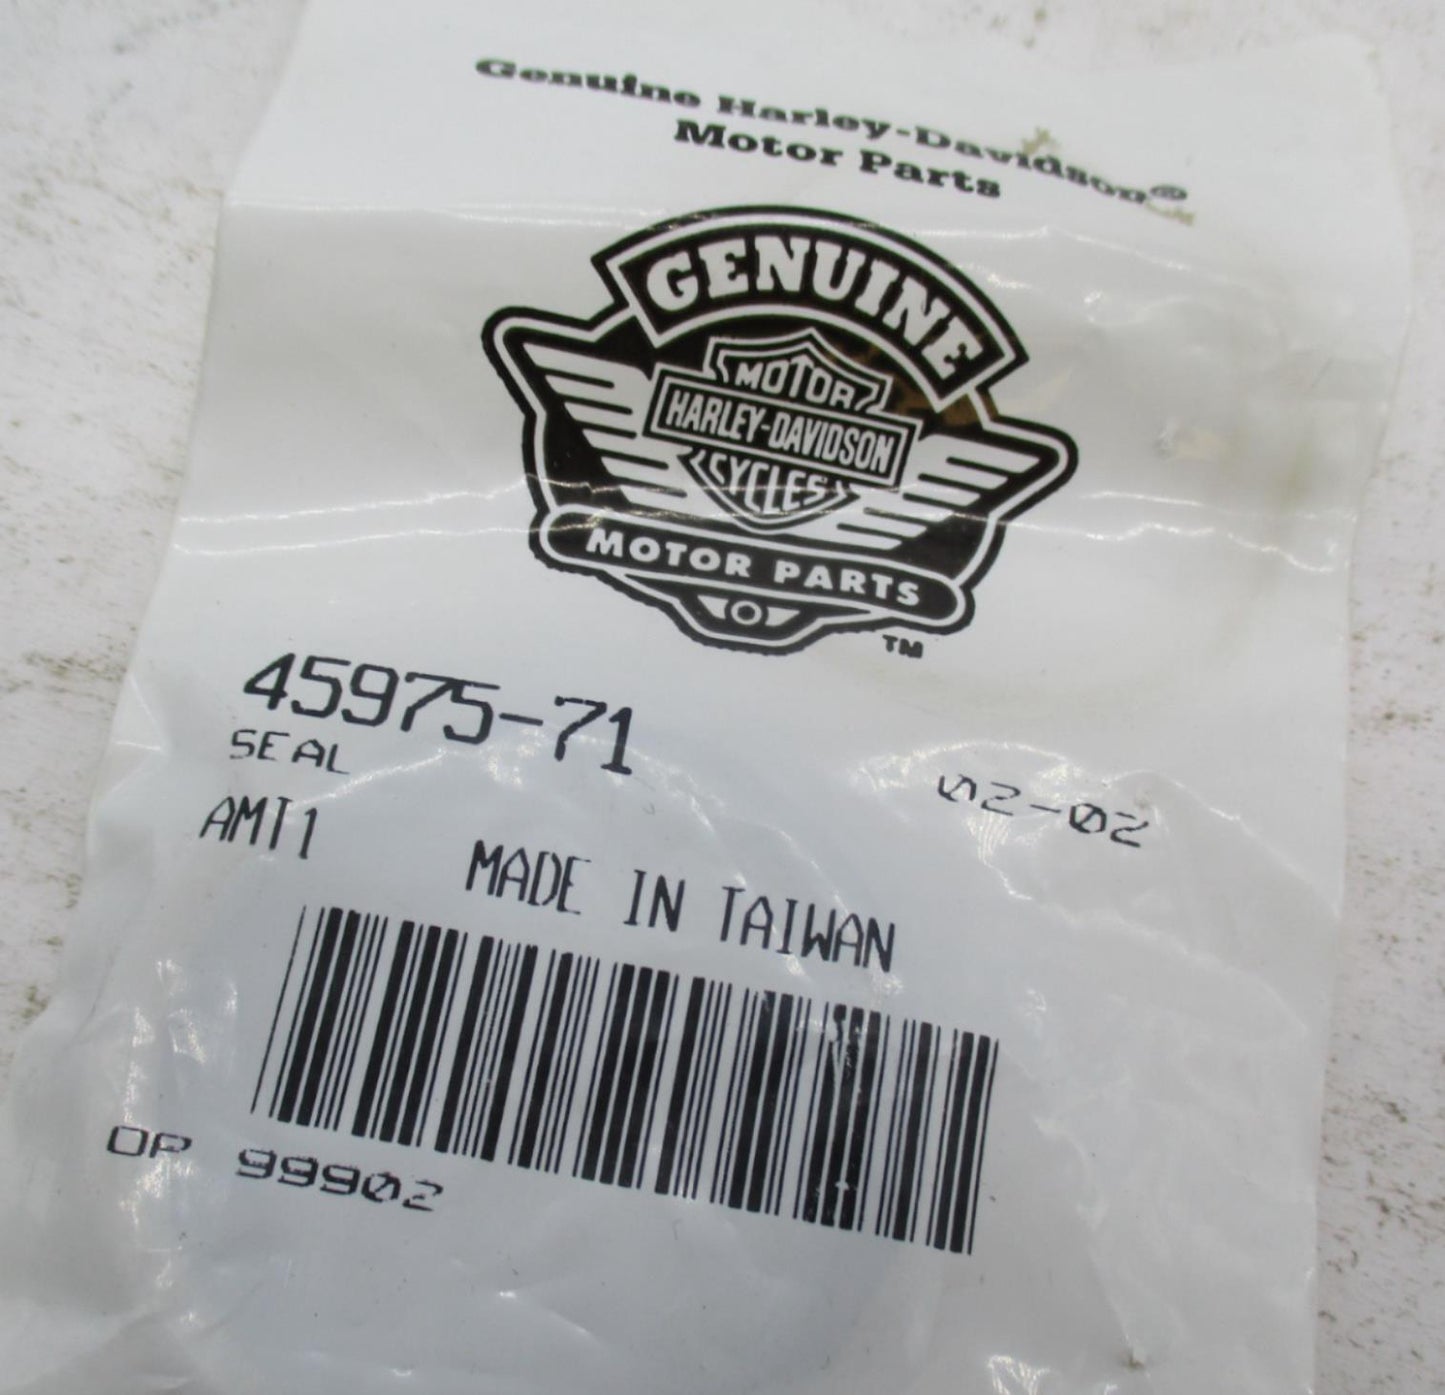 Genuine Harley-Davidson®
Motor Parts
GENUINE
MOTOR
HARLEY-DAVIDSON
CYCLES
MOTOR PARTS
TM
45975-71
SEAL
02-02
AMT1
MADE IN TAIWAN
OP 99902